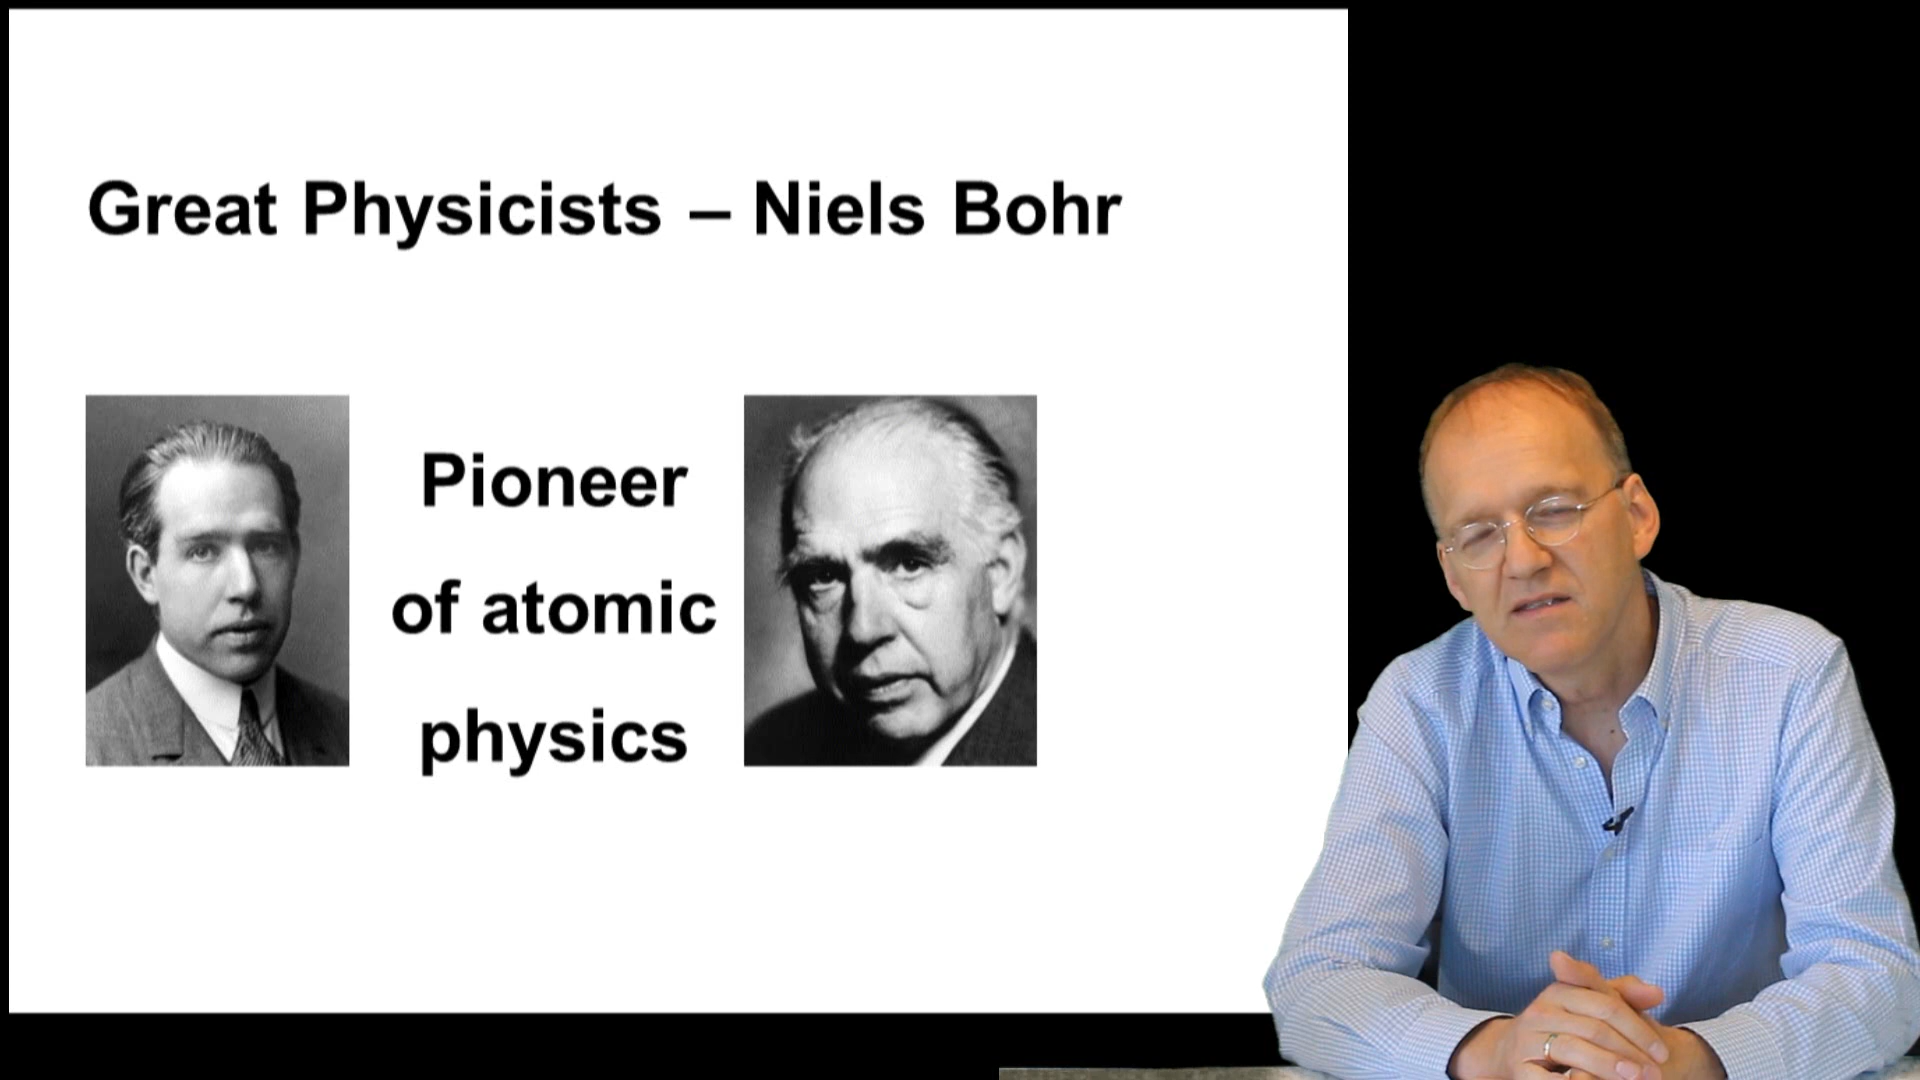 Great Physicists – Niels Bohr
Pioneer
of atomic
physics